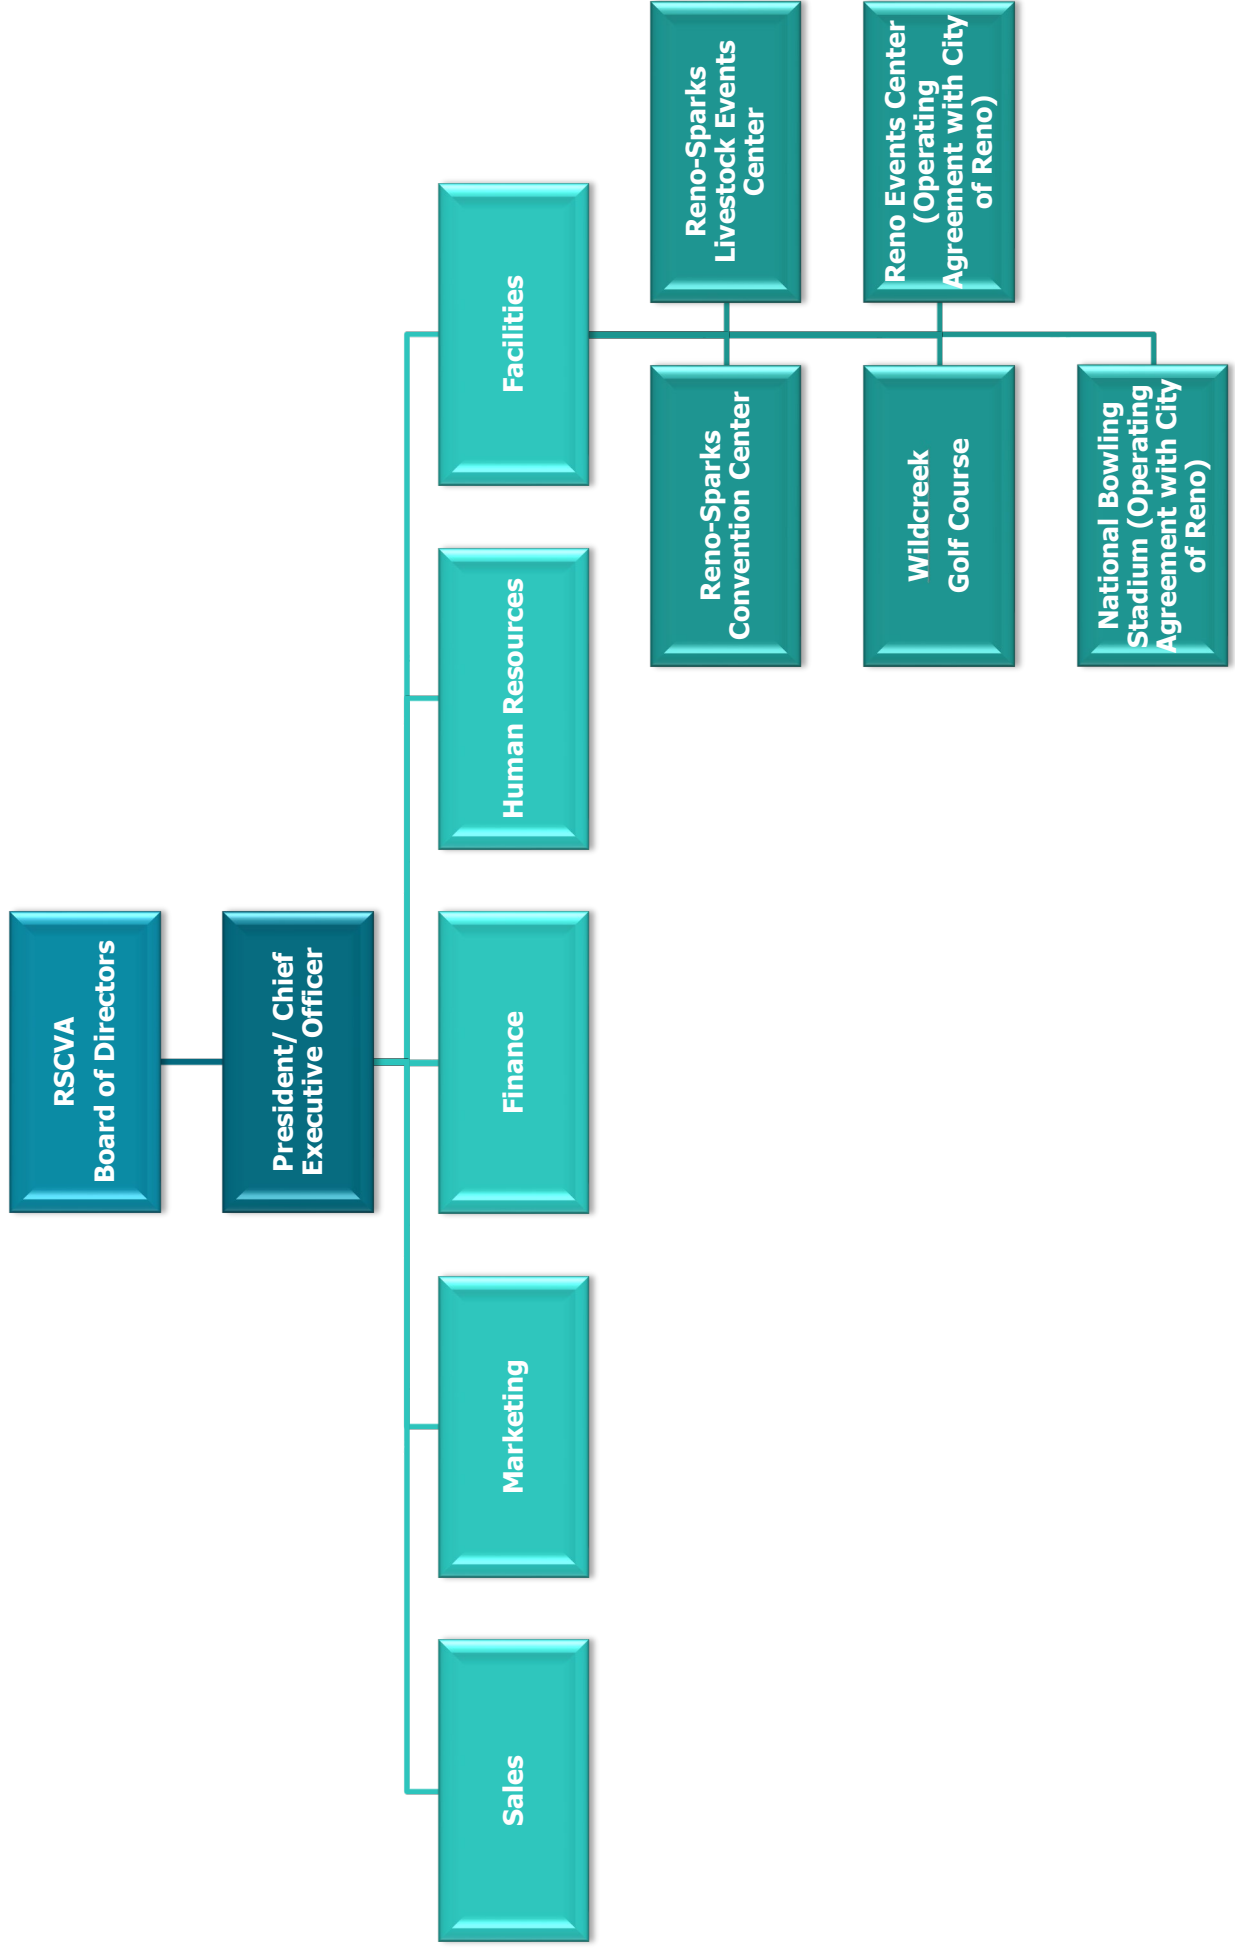 RSCVA
Board of Directors
President/ Chief
Executive Officer
Sales
Marketing
Finance
Human Resources
Facilities
Reno-Sparks
Convention Center
Reno-Sparks
Livestock Events
Center
Wildcreek
Golf Course
Reno Events Center
(Operating
Agreement with City
of Reno)
National Bowling
Stadium (Operating
Agreement with City
of Reno)